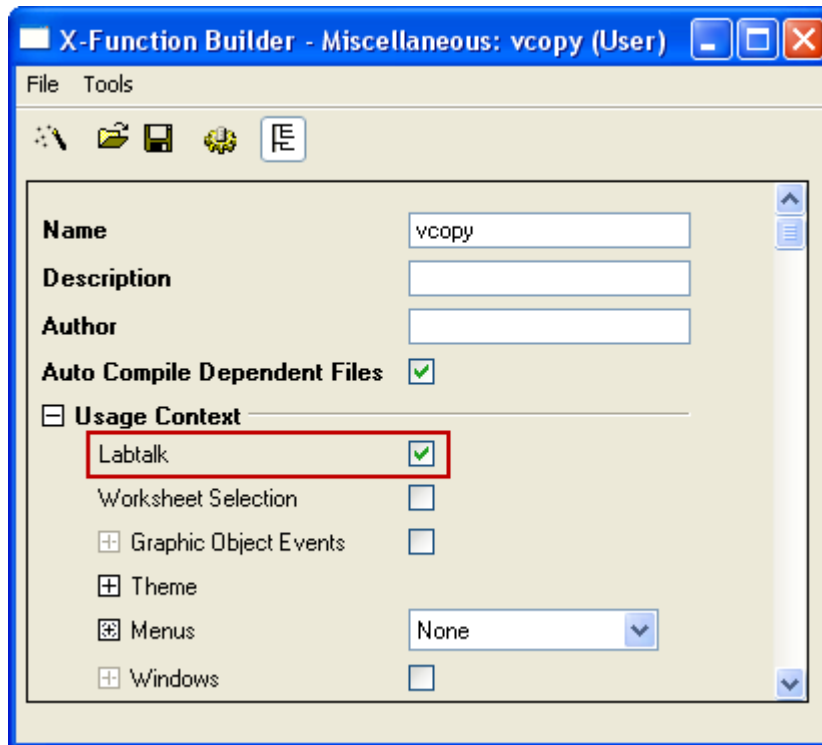 X-Function Builder - Miscellaneous: vcopy (User)
File Tools
Name vcopy
Description
Author
Auto Compile Dependent Files
Usage Context
Labtalk
Worksheet Selection
Graphic Object Events
Theme
Menus None
Windows